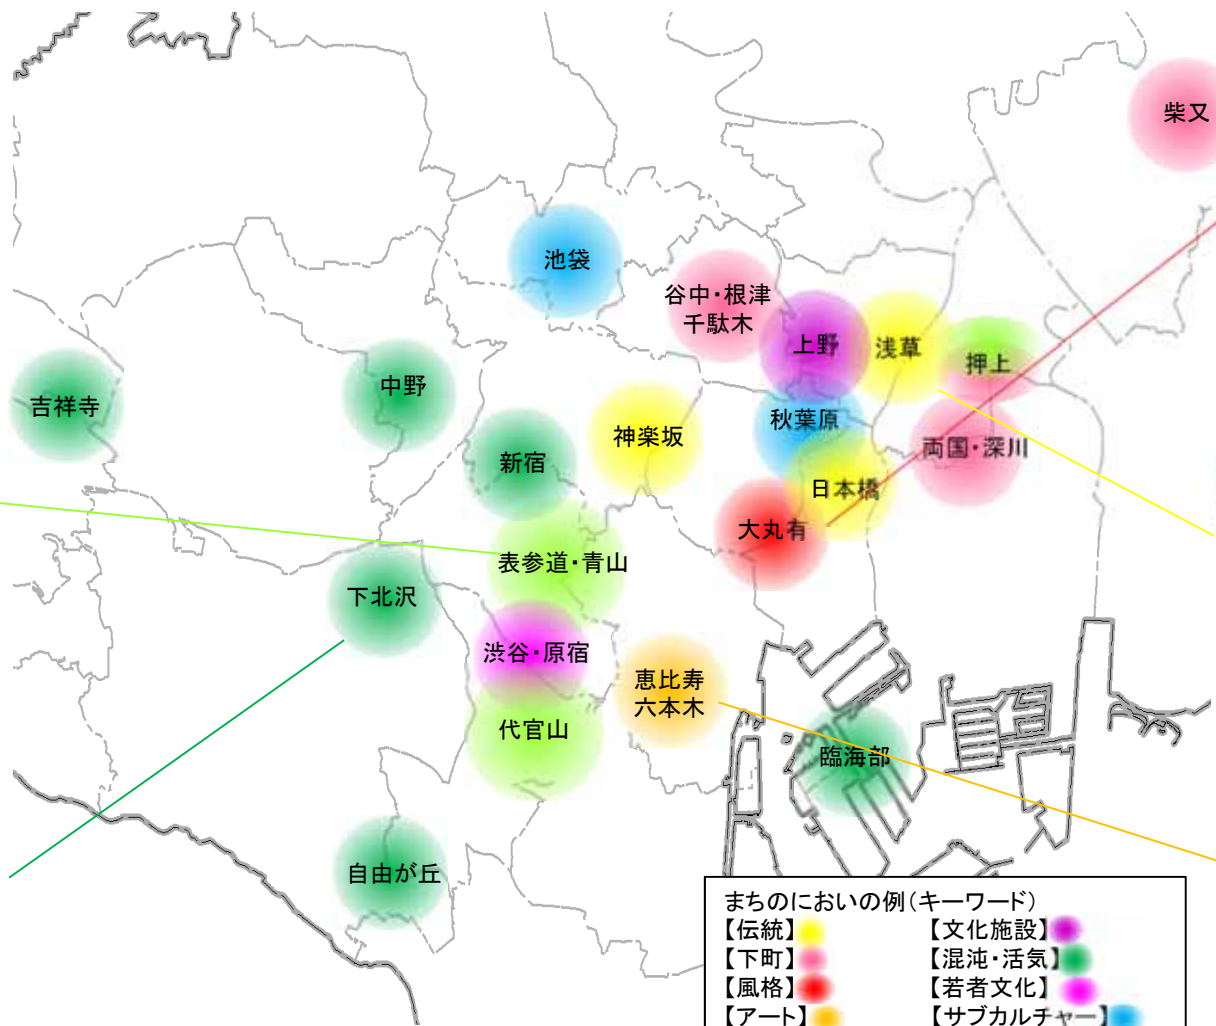 柴又
池袋
谷中・根津
千駄木
上野
浅草
押上
吉祥寺
中野
神楽坂
秋葉原
新宿
両国・深川
日本橋
大丸有
表参道・青山
下北沢
渋谷・原宿
恵比寿
六本木
代官山
臨海部
自由が丘
まちのにおいの例（キーワード）
【伝統】
【文化施設】
【下町】
【混沌・活気】
【風格】
【若者文化】
【アート】
【サブカルチャー】